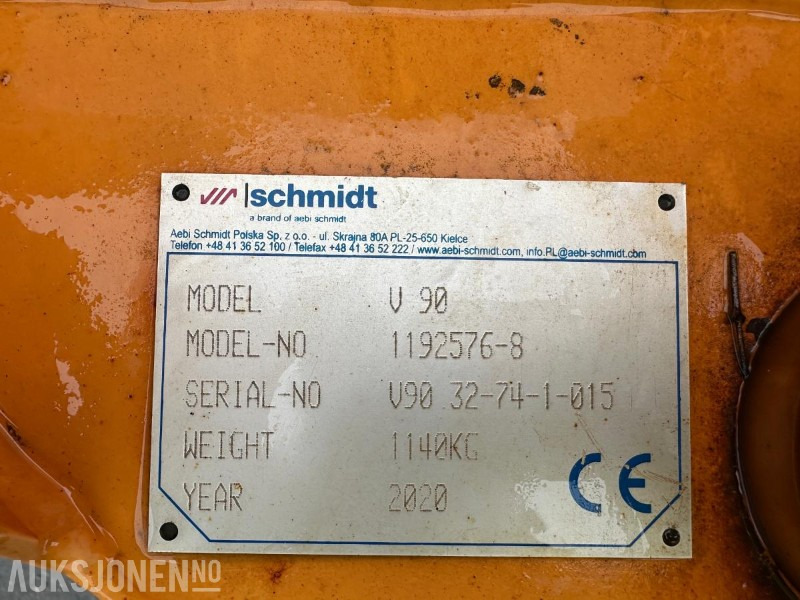 schmidt
a brand of aebi schmidt
Aebi Schmidt Polska Sp. z o.o. - ul. Skrajna 80A PL-25-650 Kielce
Telefon +48 41 36 52 100 / Telefax +48 41 36 52 222 / www.aebi-schmidt.com, info.PL@aebi-schmidt.com
MODEL V 90
MODEL-NO 1192576-8
SERIAL-NO V90 32-74-1-015
WEIGHT 1140KG
YEAR 2020
CE
AUKSJONEN.NO